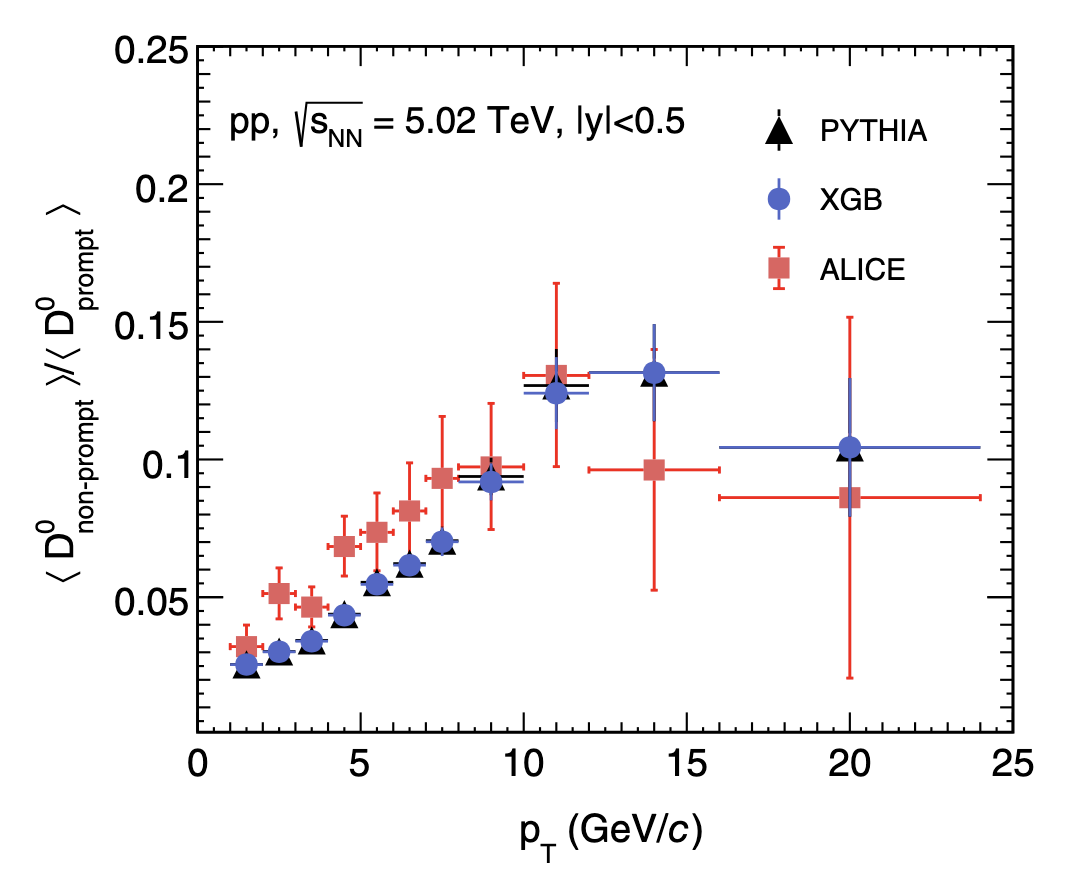 0.25
0.2
0.15
0.1
0.05
⟨ D⁰non-prompt ⟩/⟨ D⁰prompt ⟩
pp, √sNN = 5.02 TeV, |y|<0.5
PYTHIA
XGB
ALICE
0 5 10 15 20 25
pT (GeV/c)